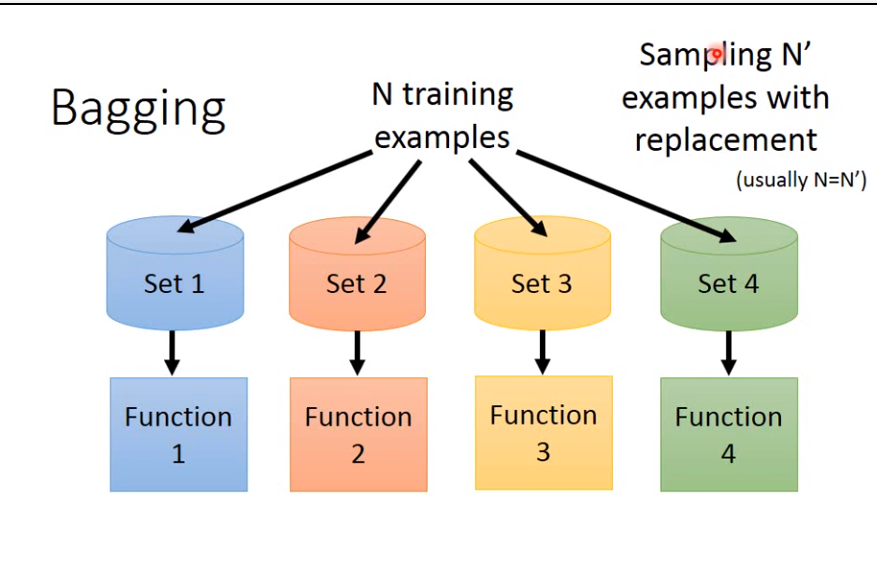 Bagging
N training
examples
Sampling N’
examples with
replacement
(usually N=N’)
Set 1
Set 2
Set 3
Set 4
Function
1
Function
2
Function
3
Function
4